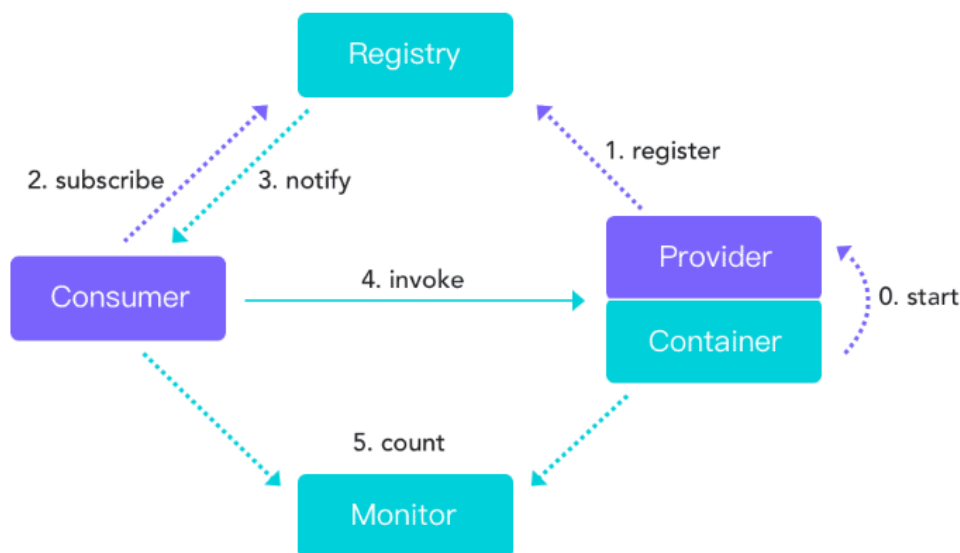 Registry
1. register
2. subscribe
3. notify
Provider
Consumer
4. invoke
0. start
Container
5. count
Monitor